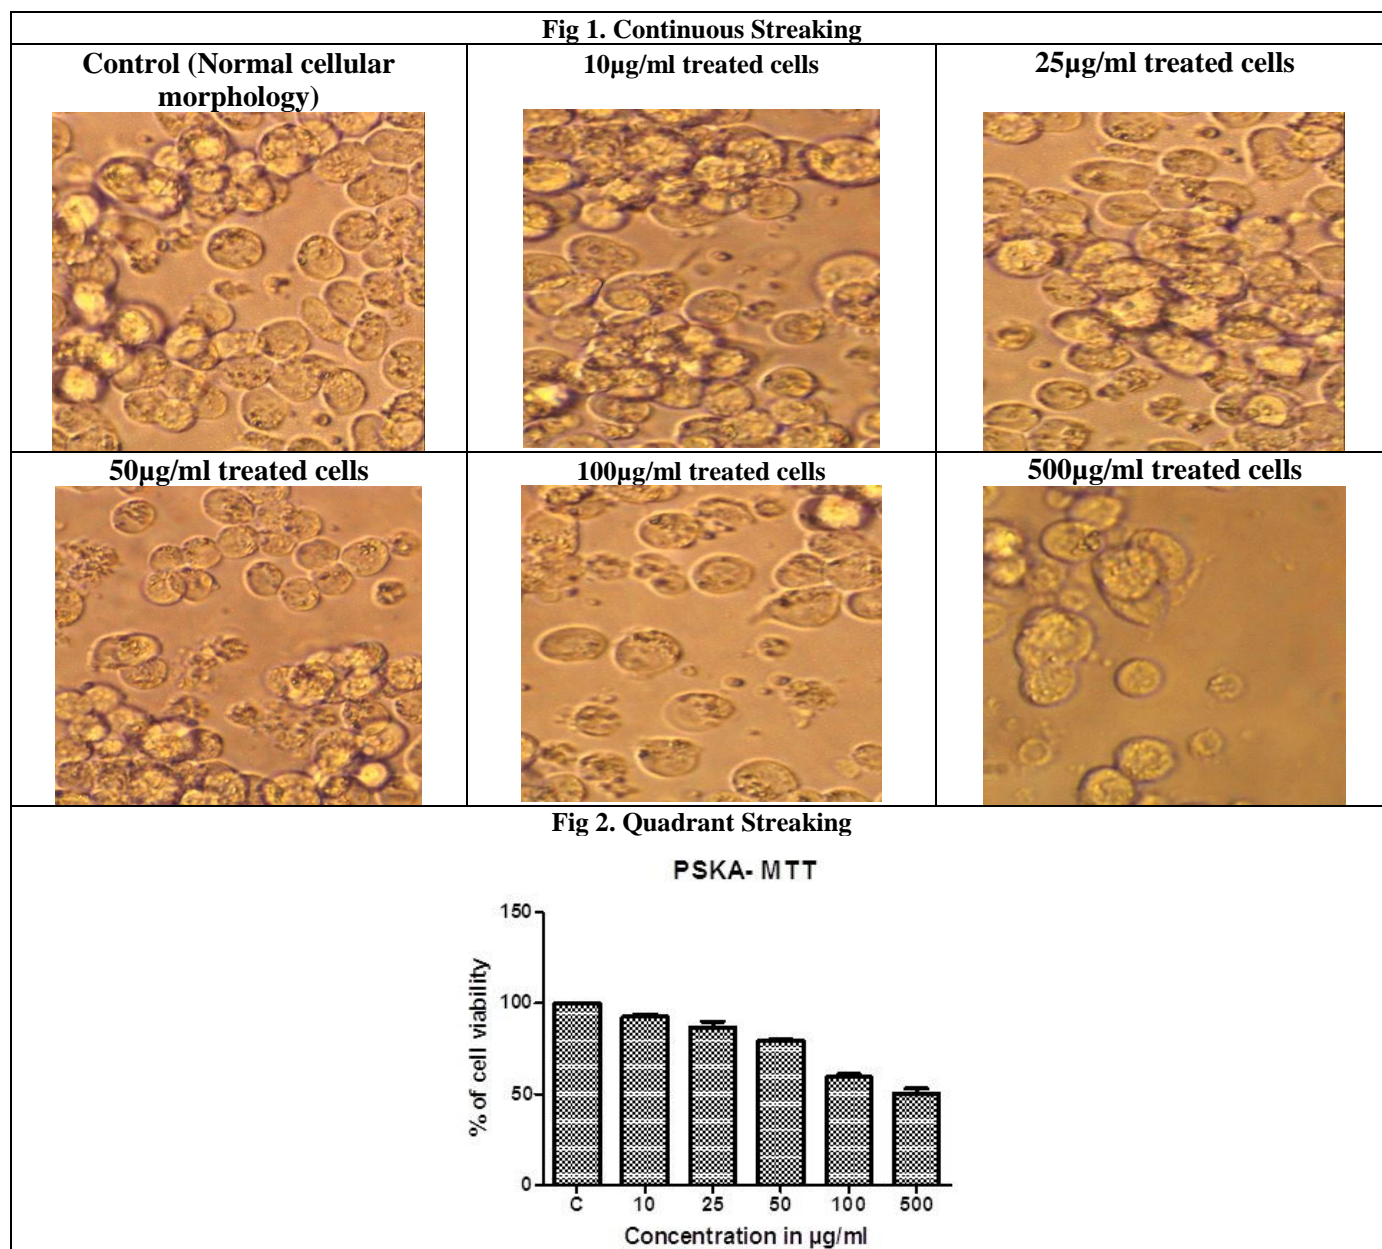 Fig 1. Continuous Streaking
Control (Normal cellular
morphology)
10µg/ml treated cells
25µg/ml treated cells
50µg/ml treated cells
100µg/ml treated cells
500µg/ml treated cells
Fig 2. Quadrant Streaking
PSKA- MTT
150
100
50
0
% of cell viability
C 10 25 50 100 500
Concentration in µg/ml